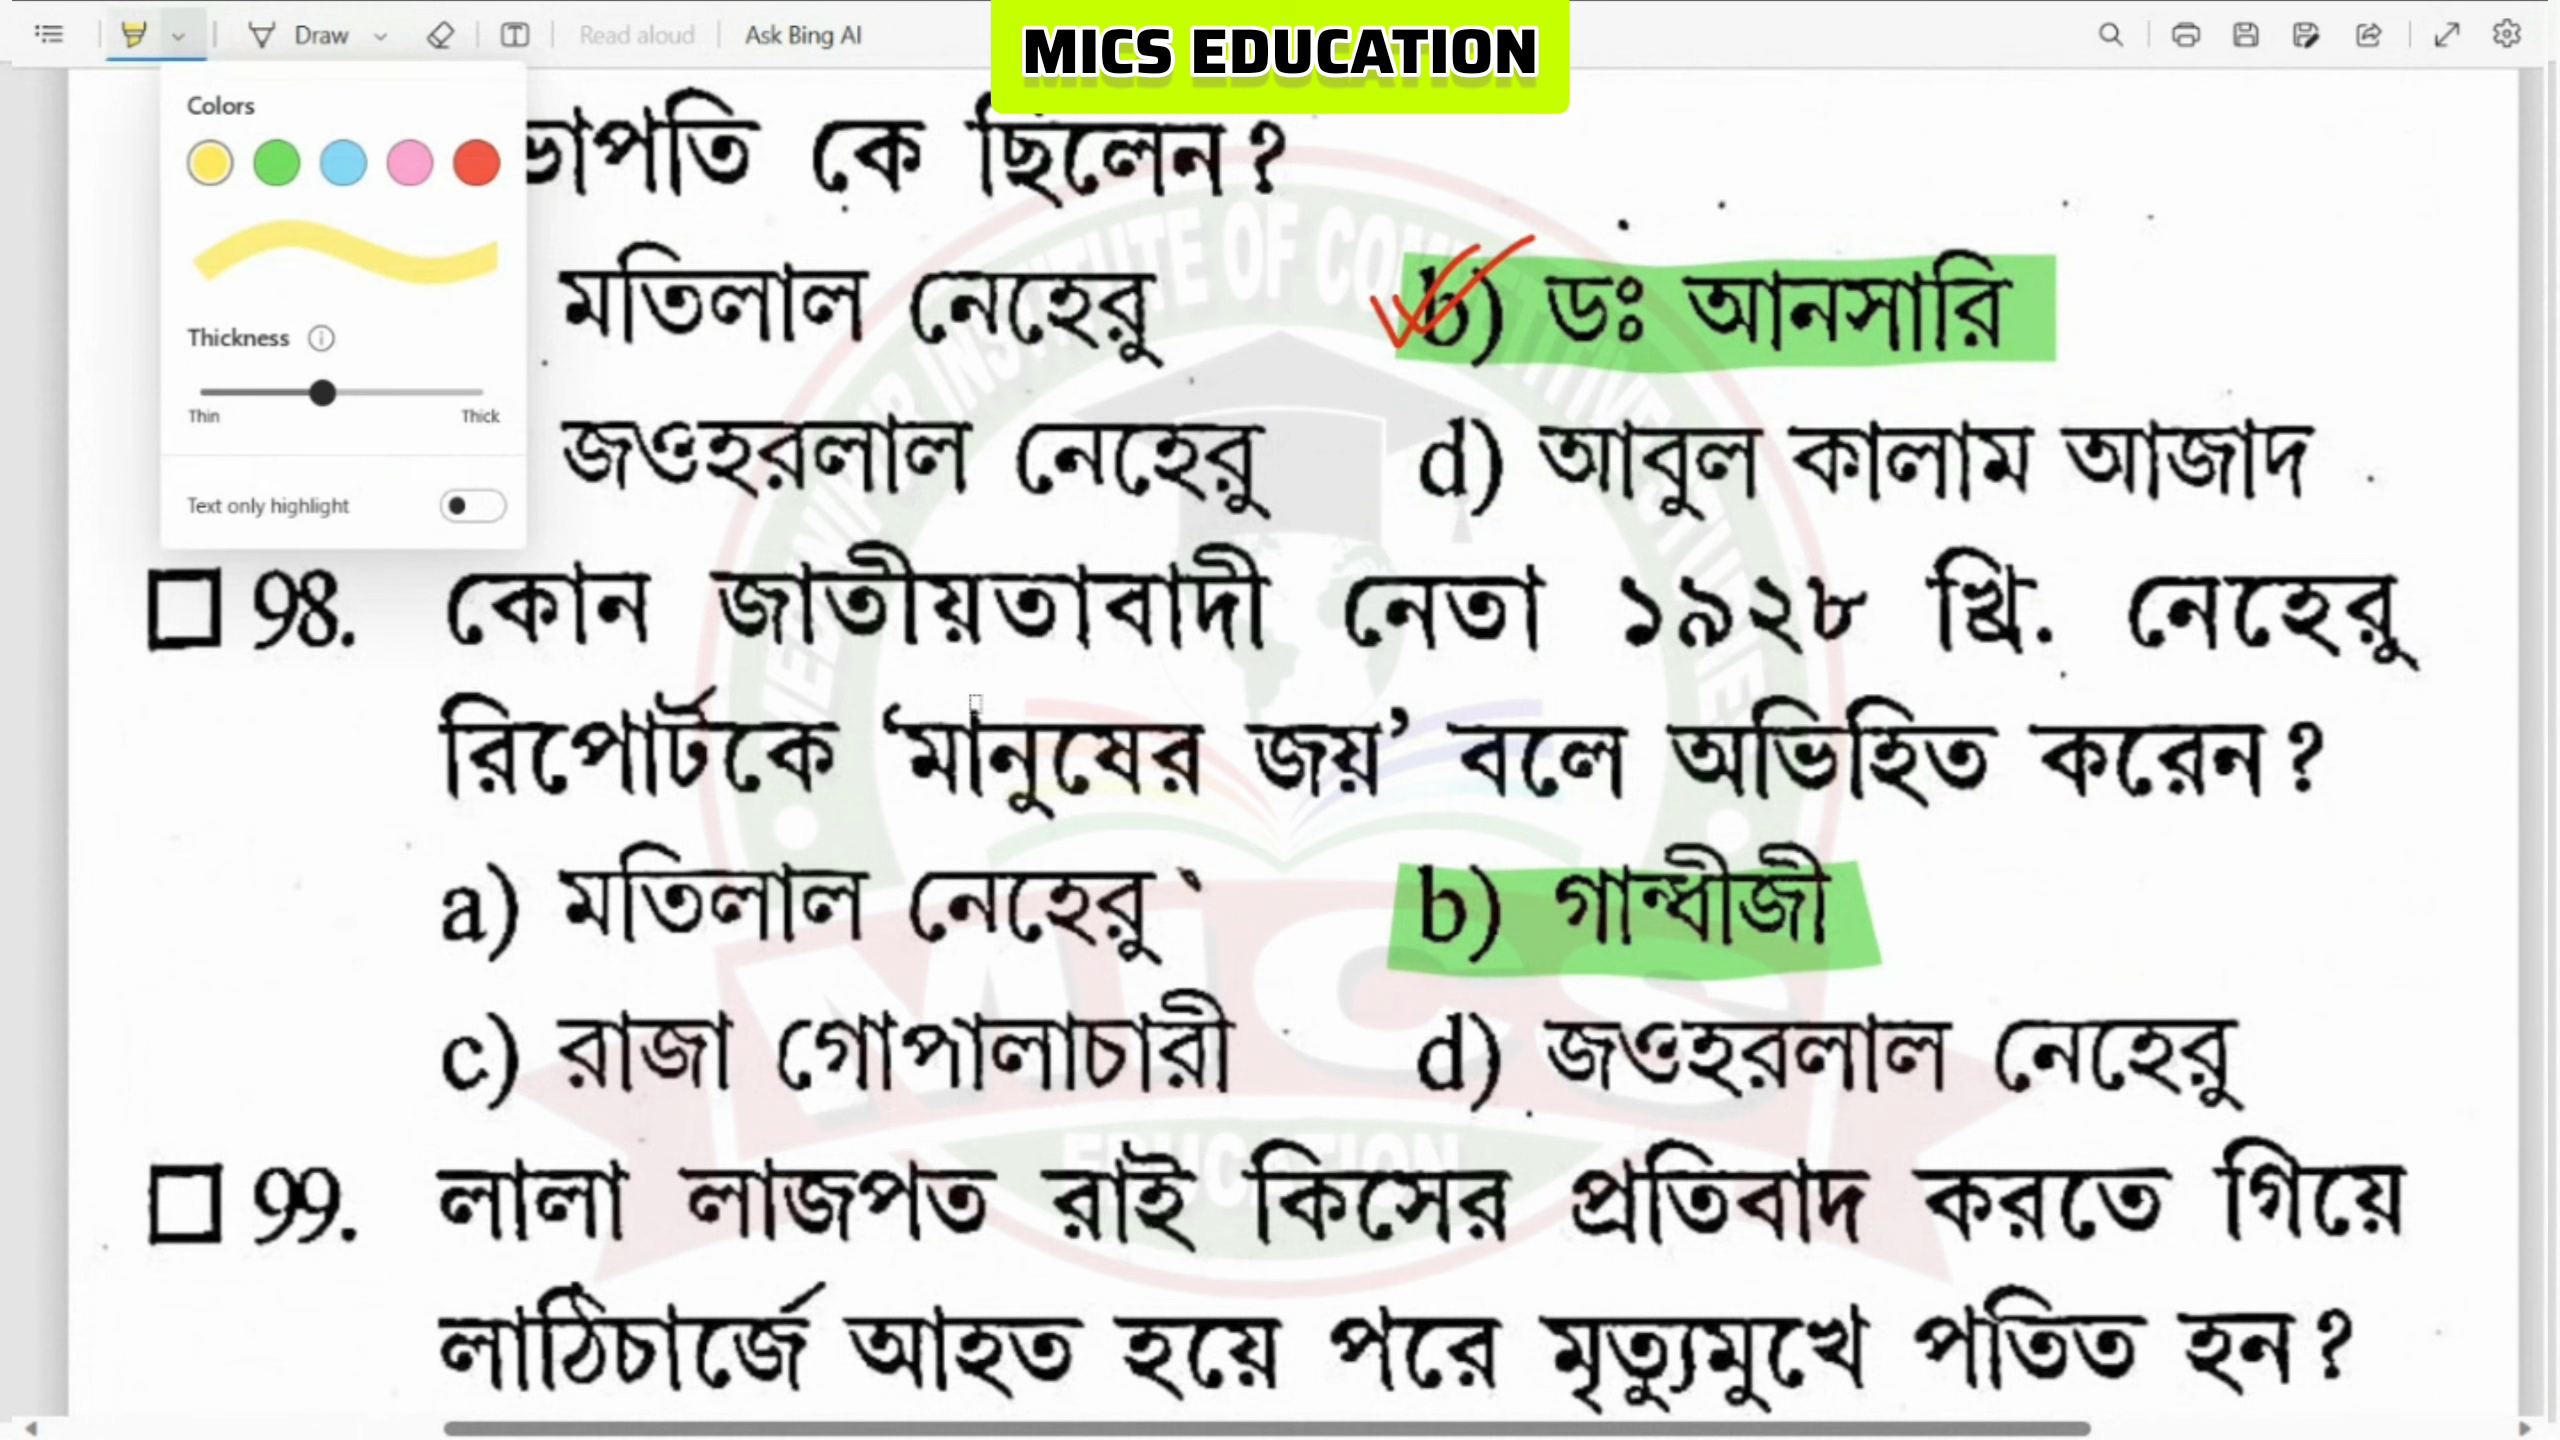 Draw
Read aloud
Ask Bing AI
MICS EDUCATION
Colors
Thickness
Thin Thick
Text only highlight
ভাপতি কে ছিলেন?
মতিলাল নেহেরু b) ডঃ আনসারি
জওহরলাল নেহেরু d) আবুল কালাম আজাদ
98. কোন জাতীয়তাবাদী নেতা ১৯২৮ খ্রি. নেহেরু
রিপোর্টকে ‘মানুষের জয়’ বলে অভিহিত করেন?
a) মতিলাল নেহেরু b) গান্ধীজী
c) রাজা গোপালাচারী d) জওহরলাল নেহেরু
99. লালা লাজপত রাই কিসের প্রতিবাদ করতে গিয়ে
লাঠিচার্জে আহত হয়ে পরে মৃত্যুমুখে পতিত হন?
MICS
EDUCATION